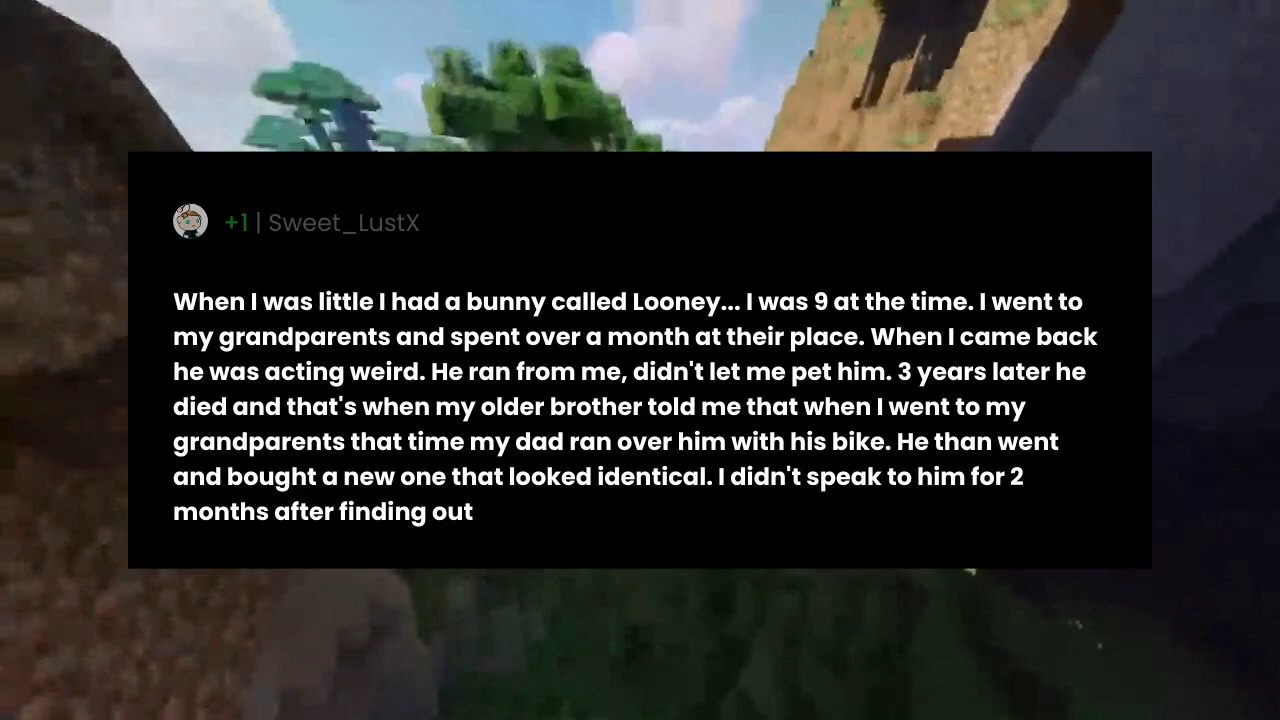 +1 | Sweet_LustX
When I was little I had a bunny called Looney... I was 9 at the time. I went to
my grandparents and spent over a month at their place. When I came back
he was acting weird. He ran from me, didn't let me pet him. 3 years later he
died and that's when my older brother told me that when I went to my
grandparents that time my dad ran over him with his bike. He than went
and bought a new one that looked identical. I didn't speak to him for 2
months after finding out